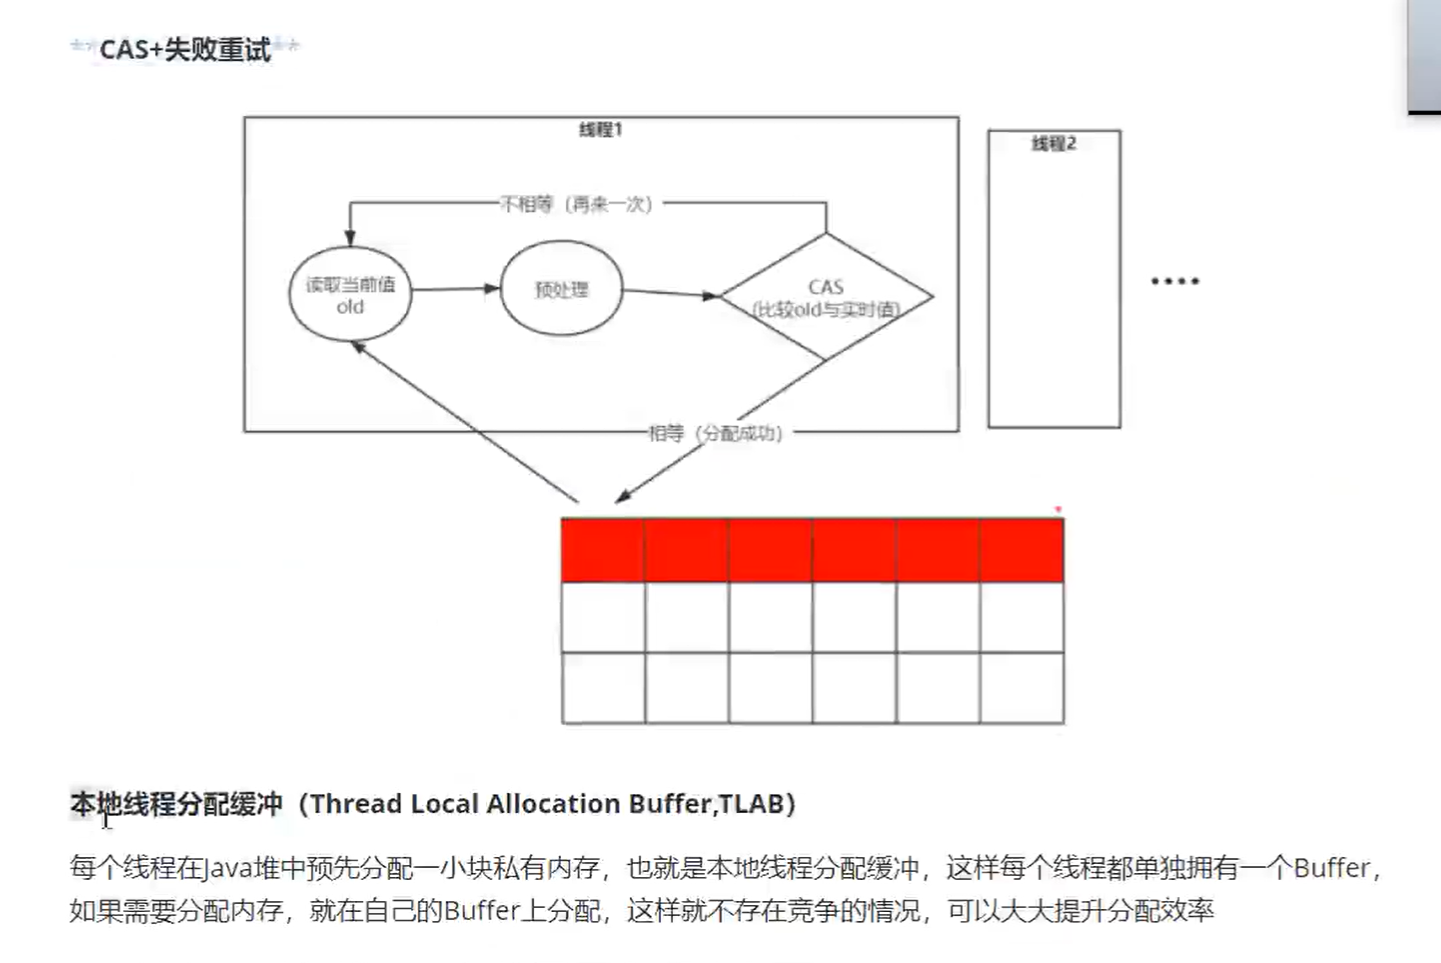 **CAS+失败重试**
线程1
线程2
不相等（再来一次）
读取当前值
old
预处理
CAS
(比较old与实时值)
....
相等（分配成功）
本地线程分配缓冲（Thread Local Allocation Buffer,TLAB）
每个线程在Java堆中预先分配一小块私有内存，也就是本地线程分配缓冲，这样每个线程都单独拥有一个Buffer，
如果需要分配内存，就在自己的Buffer上分配，这样就不存在竞争的情况，可以大大提升分配效率